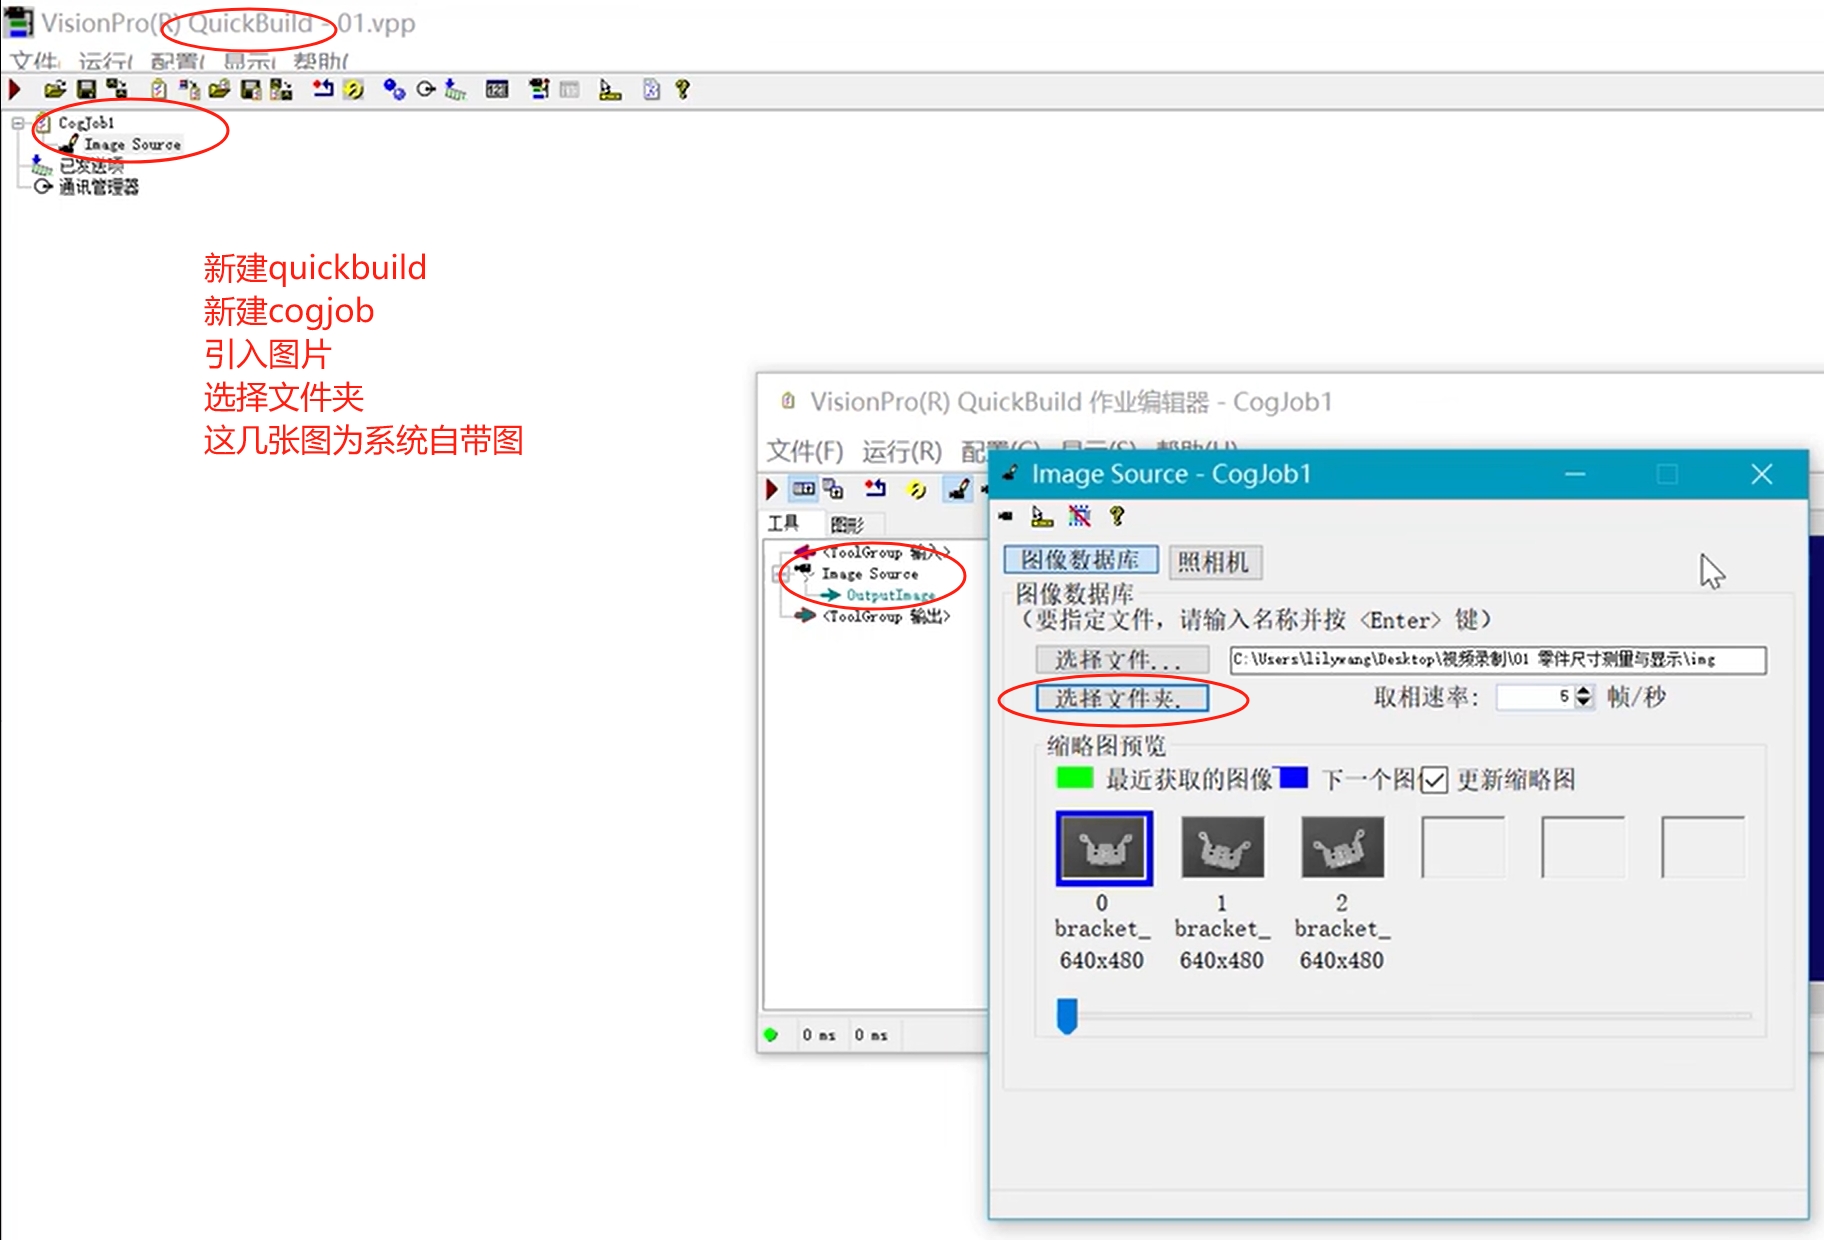 VisionPro(R) QuickBuild - 01.vpp
文件 运行( 配置( 显示( 帮助(
CogJob1
Image Source
已发送项
通讯管理器
新建quickbuild
新建cogjob
引入图片
选择文件夹
这几张图为系统自带图
VisionPro(R) QuickBuild 作业编辑器 - CogJob1
文件(F) 运行(R) 配置(C) 显示(S) 帮助(H)
工具 图形
<ToolGroup 输入>
Image Source
OutputImage
<ToolGroup 输出>
0 ms 0 ms
Image Source - CogJob1
图像数据库 照相机
图像数据库
(要指定文件，请输入名称并按 <Enter> 键)
选择文件... C:\Users\lilywang\Desktop\视频录制\01 零件尺寸测量与显示\img
选择文件夹. 取相速率: 5 帧/秒
缩略图预览
最近获取的图像 下一个图 更新缩略图
0 1 2
bracket_ bracket_ bracket_
640x480 640x480 640x480